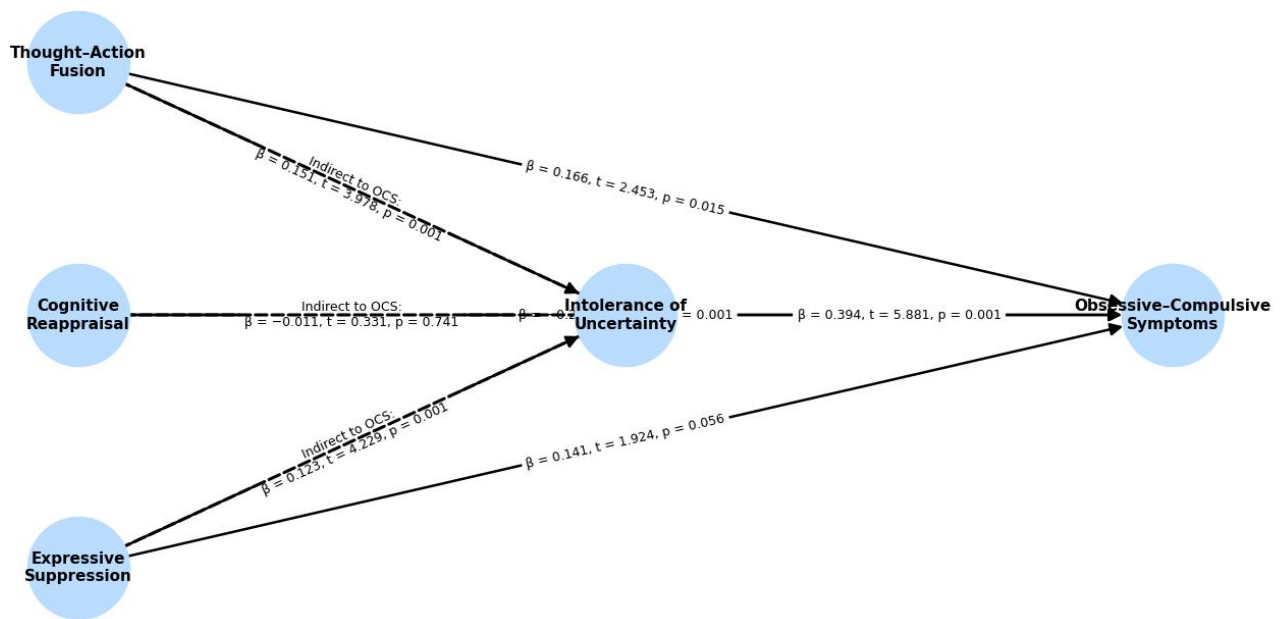 Thought–Action
Fusion
Indirect to OCS:
β = 0.151, t = 3.978, p = 0.001
β = 0.166, t = 2.453, p = 0.015
Cognitive
Reappraisal
Indirect to OCS:
β = −0.011, t = 0.331, p = 0.741
Intolerance of
Uncertainty
= 0.001
β = 0.394, t = 5.881, p = 0.001
Obsessive–Compulsive
Symptoms
Indirect to OCS:
β = 0.123, t = 4.229, p = 0.001
β = 0.141, t = 1.924, p = 0.056
Expressive
Suppression